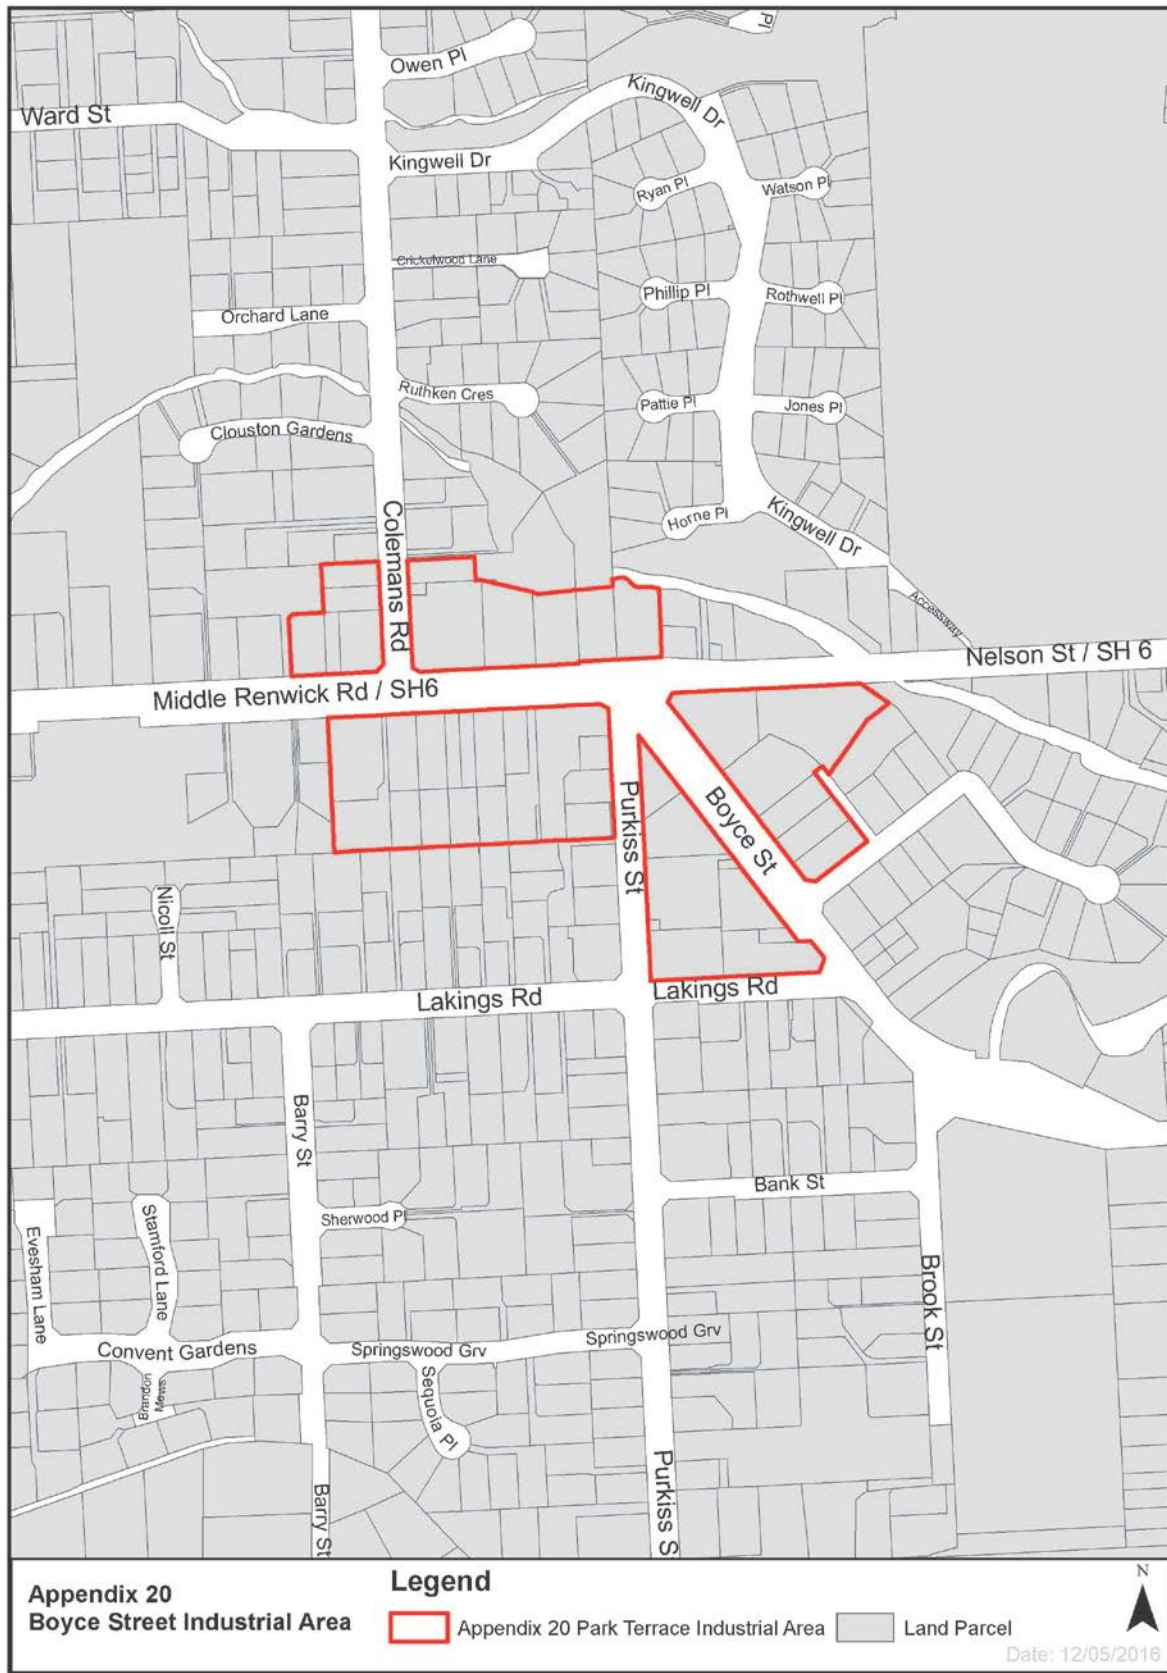 Pl
Owen Pl
Kingwell Dr
Ward St
Kingwell Dr
Ryan Pl
Watson Pl
Crickelwood Lane
Phillip Pl
Rothwell Pl
Orchard Lane
Ruthken Cres
Pattie Pl
Jones Pl
Clouston Gardens
Horne Pl
Kingwell Dr
Colemans Rd
Accessway
Nelson St / SH 6
Middle Renwick Rd / SH6
Purkiss St
Boyce St
Nicoll St
Lakings Rd
Lakings Rd
Barry St
Bank St
Sherwood Pl
Stamford Lane
Evesham Lane
Brook St
Springswood Grv
Convent Gardens
Springswood Grv
Brandon
Mews
Sequoia Pl
Barry St
Purkiss S
Appendix 20
Boyce Street Industrial Area
Legend
Appendix 20 Park Terrace Industrial Area
Land Parcel
N
Date: 12/05/2016